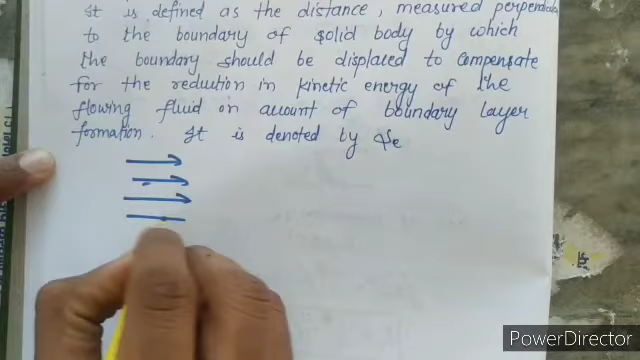 It is defined as the distance, measured
to the boundary of solid body by which
the boundary should be displaced to compensate
for the reduction in kinetic energy of the
flowing fluid on account of boundary layer
formation. It is denoted by δe
PowerDirector